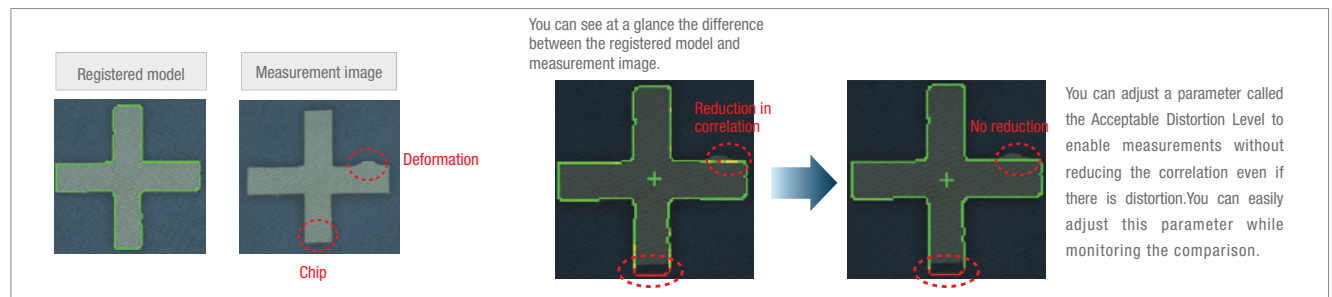 You can see at a glance the difference
between the registered model and
measurement image.
Registered model
Measurement image
Deformation
Chip
Reduction in
correlation
No reduction
You can adjust a parameter called
the Acceptable Distortion Level to
enable measurements without
reducing the correlation even if
there is distortion.You can easily
adjust this parameter while
monitoring the comparison.